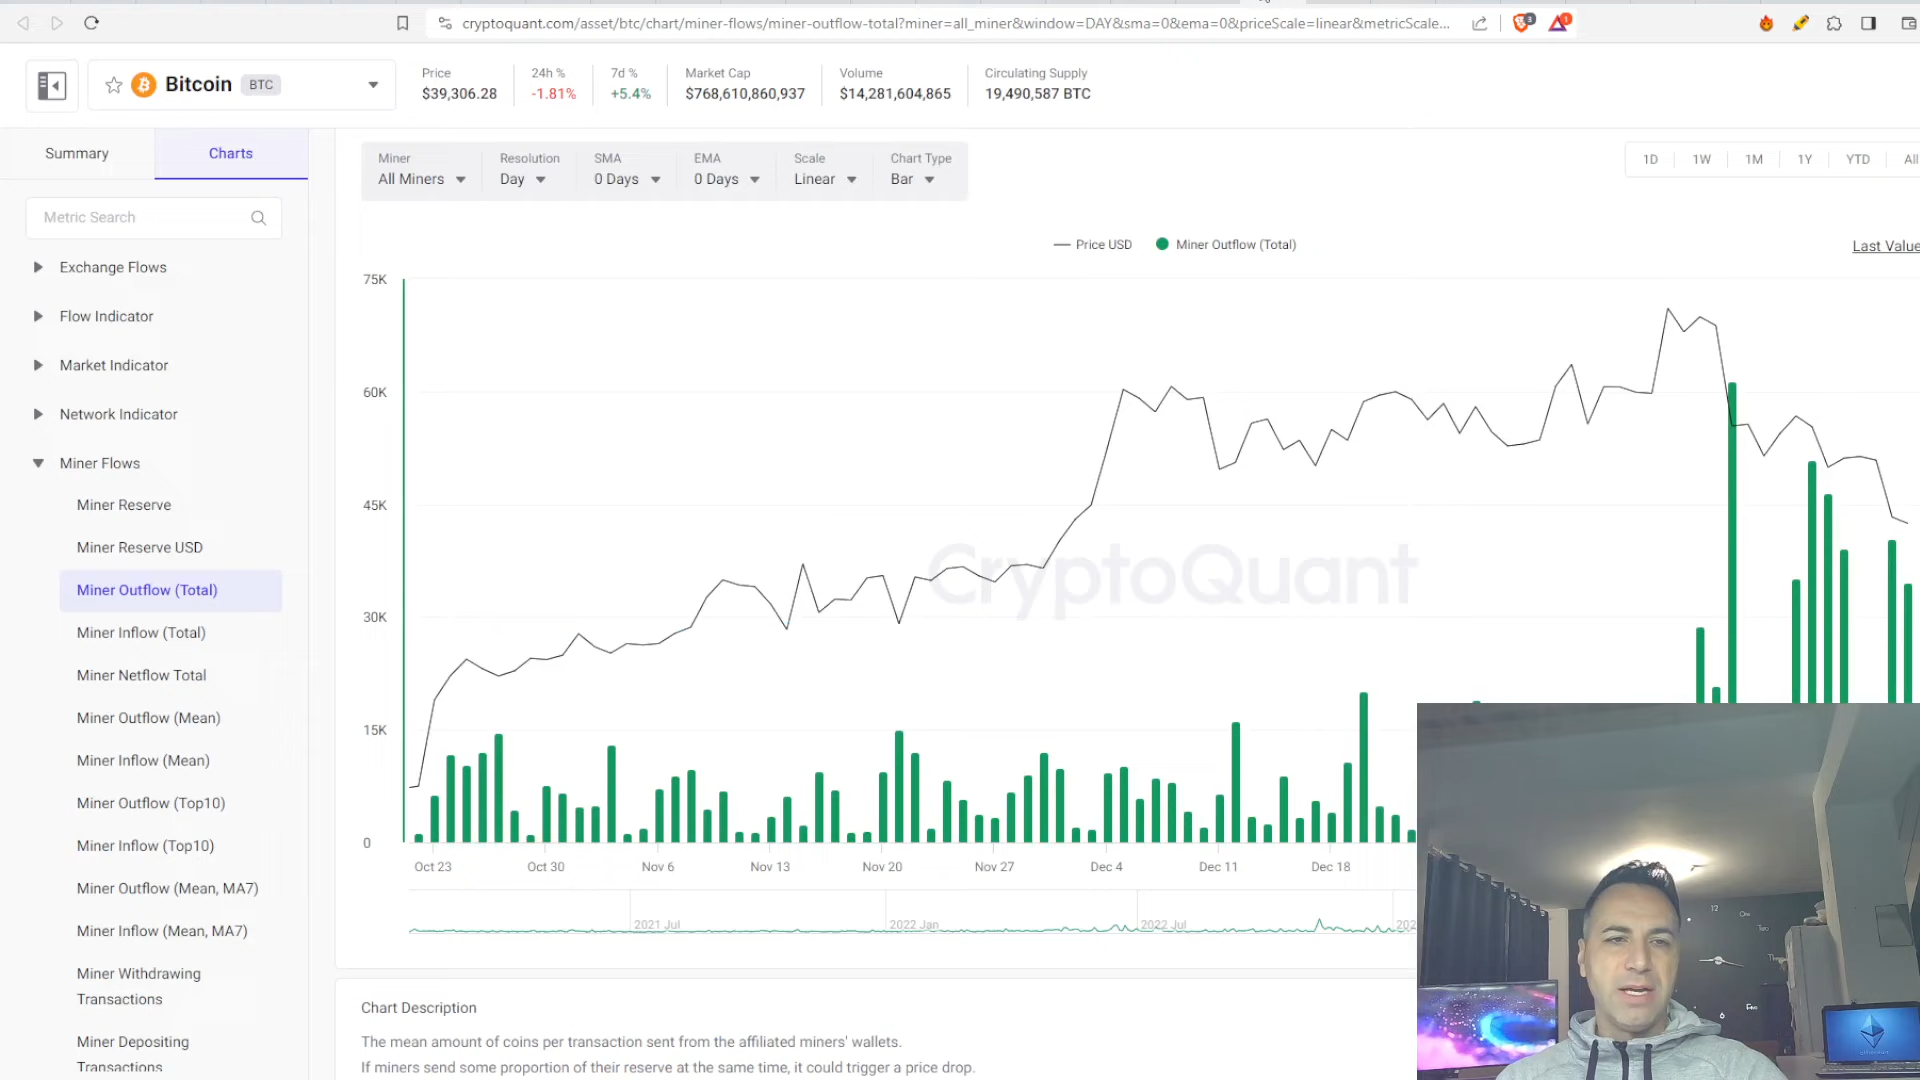 cryptoquant.com/asset/btc/chart/miner-flows/miner-outflow-total?miner=all_miner&window=DAY&sma=0&ema=0&priceScale=linear&metricScale...
3
1
Bitcoin BTC
Price
$39,306.28
24h %
-1.81%
7d %
+5.4%
Market Cap
$768,610,860,937
Volume
$14,281,604,865
Circulating Supply
19,490,587 BTC
Summary
Charts
Metric Search
Exchange Flows
Flow Indicator
Market Indicator
Network Indicator
Miner Flows
Miner Reserve
Miner Reserve USD
Miner Outflow (Total)
Miner Inflow (Total)
Miner Netflow Total
Miner Outflow (Mean)
Miner Inflow (Mean)
Miner Outflow (Top10)
Miner Inflow (Top10)
Miner Outflow (Mean, MA7)
Miner Inflow (Mean, MA7)
Miner Withdrawing
Transactions
Miner Depositing
Transactions
Miner
All Miners
Resolution
Day
SMA
0 Days
EMA
0 Days
Scale
Linear
Chart Type
Bar
1D 1W 1M 1Y YTD All
Price USD Miner Outflow (Total)
Last Value
75K
60K
45K
30K
15K
0
CryptoQuant
Oct 23 Oct 30 Nov 6 Nov 13 Nov 20 Nov 27 Dec 4 Dec 11 Dec 18
2021 Jul 2022 Jan 2022 Jul 202
Chart Description
The mean amount of coins per transaction sent from the affiliated miners' wallets.
If miners send some proportion of their reserve at the same time, it could trigger a price drop.
12
6